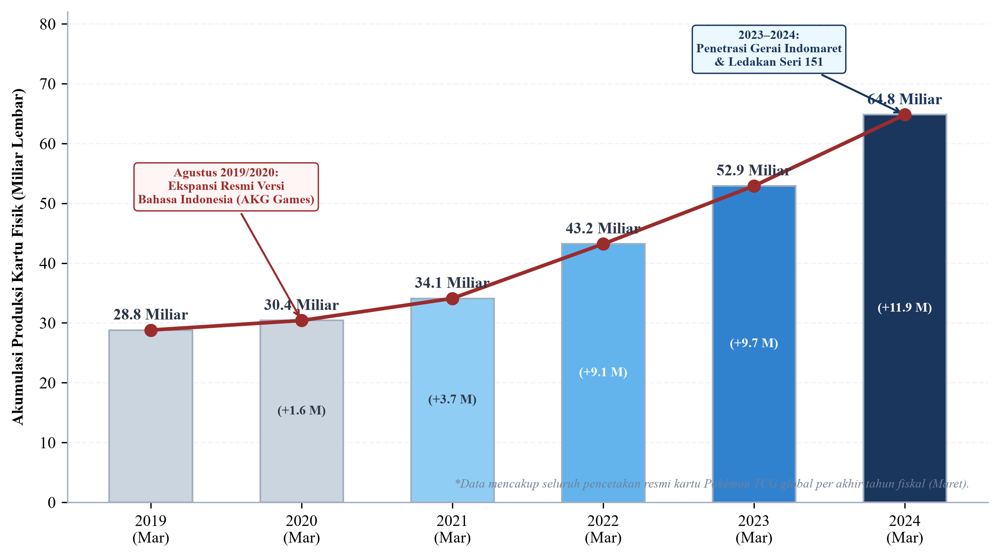 Akumulasi Produksi Kartu Fisik (Miliar Lembar)
80
70
60
50
40
30
20
10
0
2023–2024:
Penetrasi Gerai Indomaret
& Ledakan Seri 151
Agustus 2019/2020:
Ekspansi Resmi Versi
Bahasa Indonesia (AKG Games)
28.8 Miliar
30.4 Miliar
34.1 Miliar
43.2 Miliar
52.9 Miliar
64.8 Miliar
(+1.6 M)
(+3.7 M)
(+9.1 M)
(+9.7 M)
(+11.9 M)
*Data mencakup seluruh pencetakan resmi kartu Pokémon TCG global per akhir tahun fiskal (Maret).
2019
(Mar)
2020
(Mar)
2021
(Mar)
2022
(Mar)
2023
(Mar)
2024
(Mar)